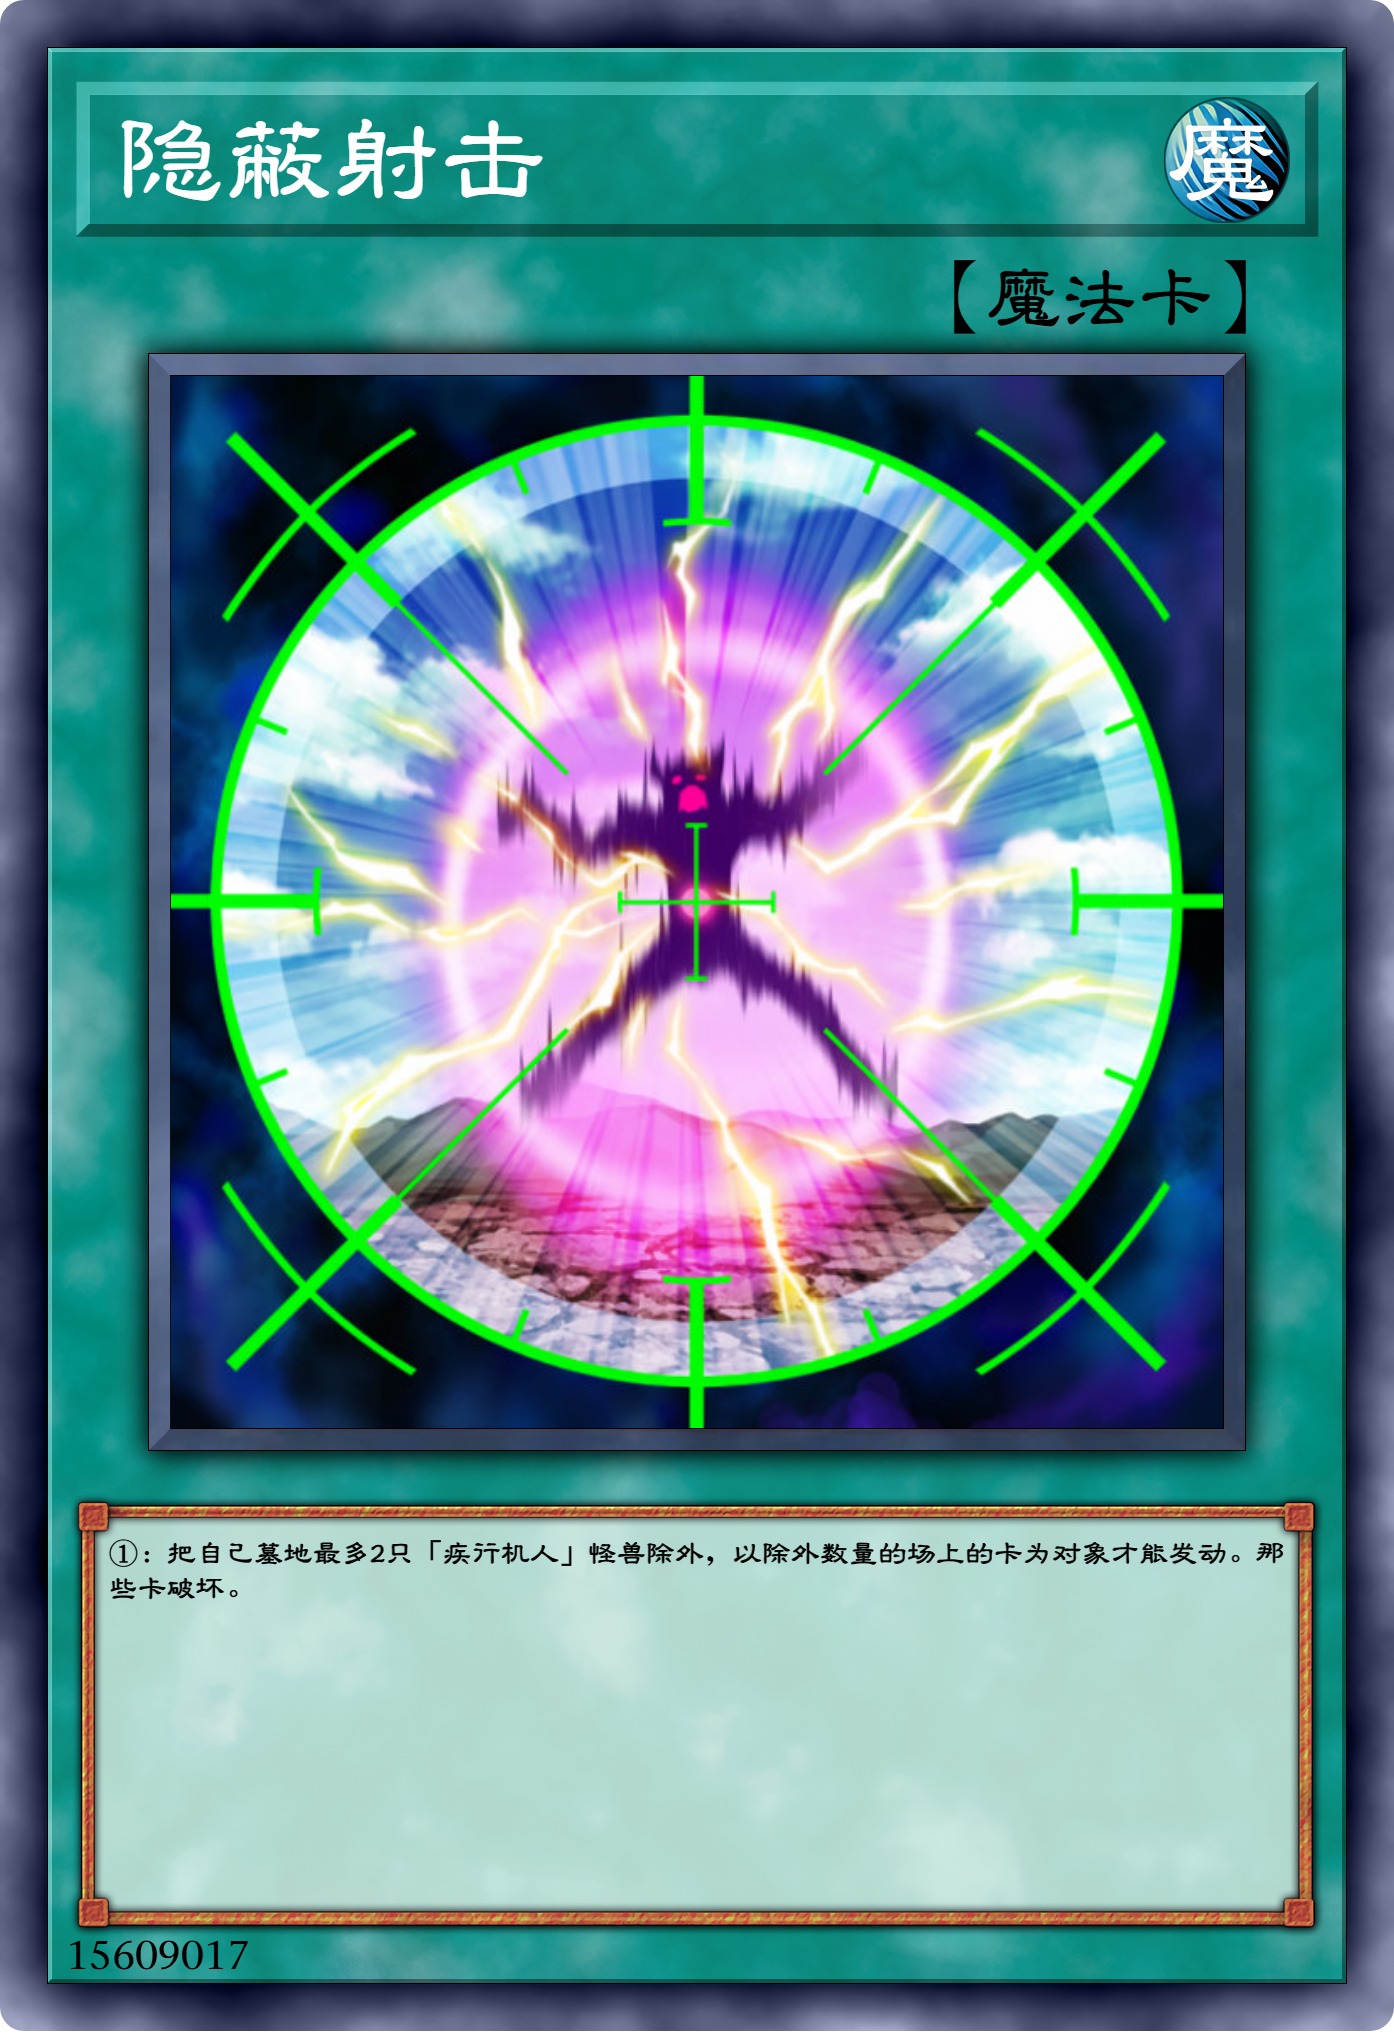 隐蔽射击
魔
【魔法卡】
①：把自己墓地最多2只「疾行机人」怪兽除外，以除外数量的场上的卡为对象才能发动。那
些卡破坏。
15609017